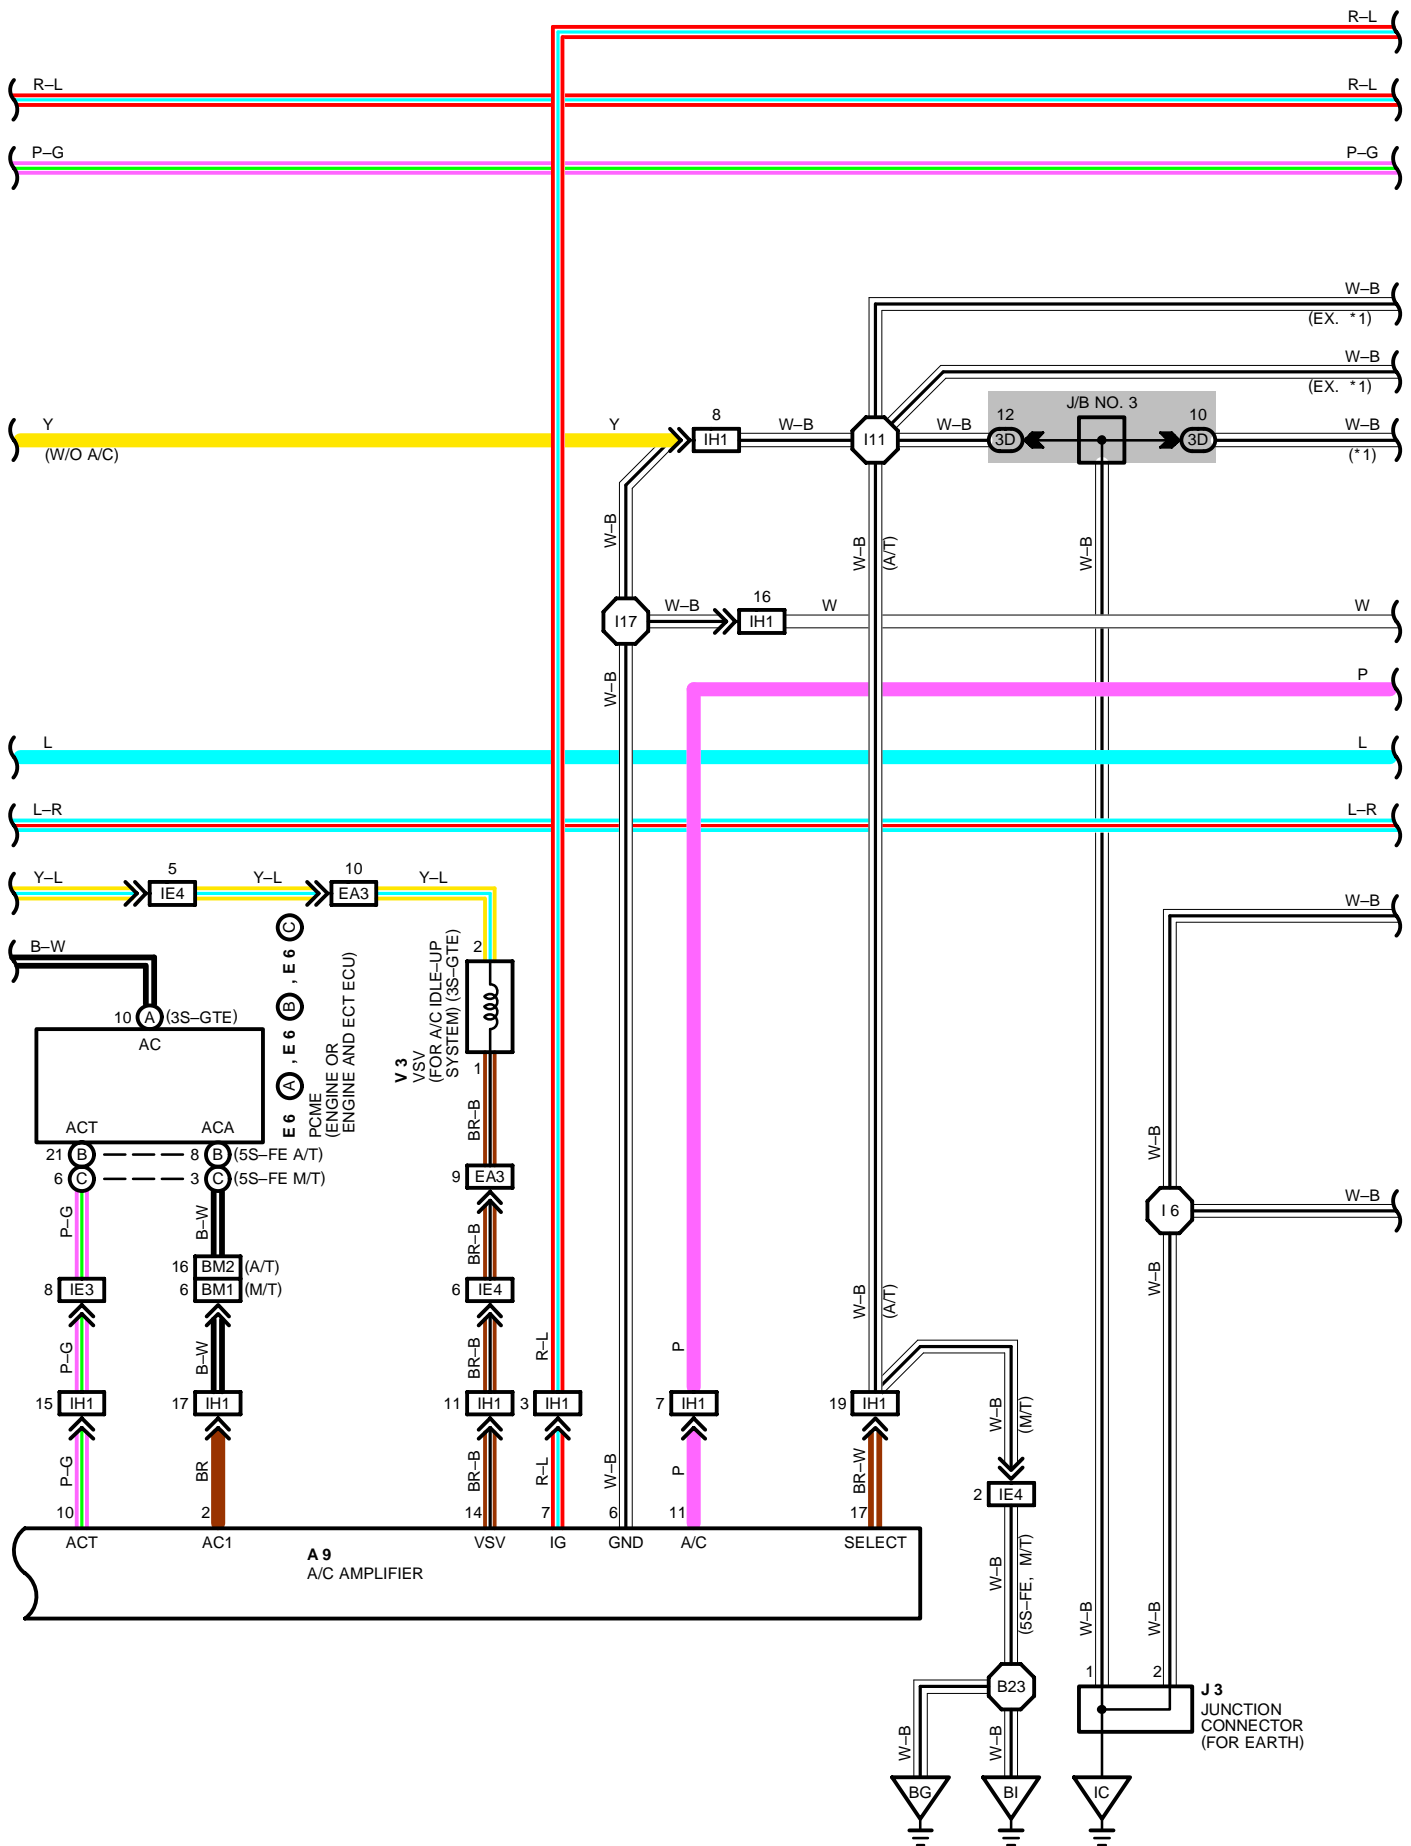 R–L
R–L R–L
P–G P–G
W–B
(EX. *1)
W–B
(EX. *1)
J/B NO. 3
Y Y 8 W–B W–B 12 10 W–B
(W/O A/C) IH1 I11 3D 3D (*1)
W–B W–B (A/T) W–B
I17 W–B 16 W W
IH1
W–B
P
L L
L–R L–R
Y–L 5 Y–L 10 Y–L
IE4 EA3
W–B
B–W
10 A (3S–GTE)
AC
E 6 A , E 6 B , E 6 C
PCME
(ENGINE OR
ENGINE AND ECT ECU)
2
V 3
VSV
(FOR A/C IDLE–UP
SYSTEM) (3S–GTE)
1
BR–B
ACT ACA
21 B 8 B (5S–FE A/T)
6 C 3 C (5S–FE M/T)
9 EA3
W–B
I 6 W–B
P–G B–W BR–B
16 BM2 (A/T)
8 IE3 6 BM1 (M/T) 6 IE4
W–B (A/T) W–B
P–G B–W BR–B R–L P
15 IH1 17 IH1 11 IH1 3 IH1 7 IH1 19 IH1
W–B (M/T)
P–G BR BR–B R–L W–B P BR–W
2 IE4
10 2 14 7 6 11 17
ACT AC1 VSV IG GND A/C SELECT
A 9
A/C AMPLIFIER
W–B (5S–FE, M/T) W–B W–B
B23
1 2
J 3
JUNCTION
CONNECTOR
(FOR EARTH)
W–B W–B
BG BI IC